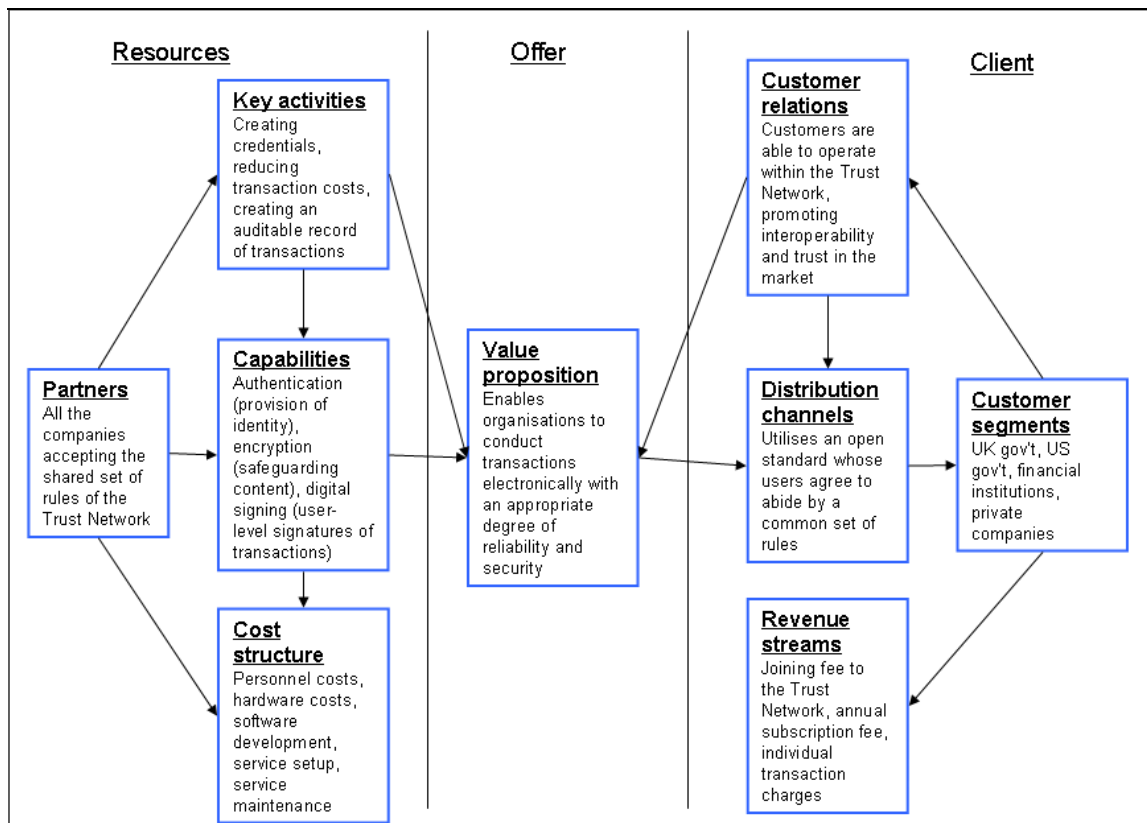 Resources
Offer
Client
Key activities
Creating
credentials,
reducing
transaction costs,
creating an
auditable record
of transactions
Customer
relations
Customers are
able to operate
within the Trust
Network,
promoting
interoperability
and trust in the
market
Partners
All the
companies
accepting the
shared set of
rules of the
Trust Network
Capabilities
Authentication
(provision of
identity),
encryption
(safeguarding
content), digital
signing (user-
level signatures of
transactions)
Value
proposition
Enables
organisations to
conduct
transactions
electronically with
an appropriate
degree of
reliability and
security
Distribution
channels
Utilises an open
standard whose
users agree to
abide by a
common set of
rules
Customer
segments
UK gov't, US
gov't, financial
institutions,
private
companies
Cost
structure
Personnel costs,
hardware costs,
software
development,
service setup,
service
maintenance
Revenue
streams
Joining fee to
the Trust
Network, annual
subscription fee,
individual
transaction
charges